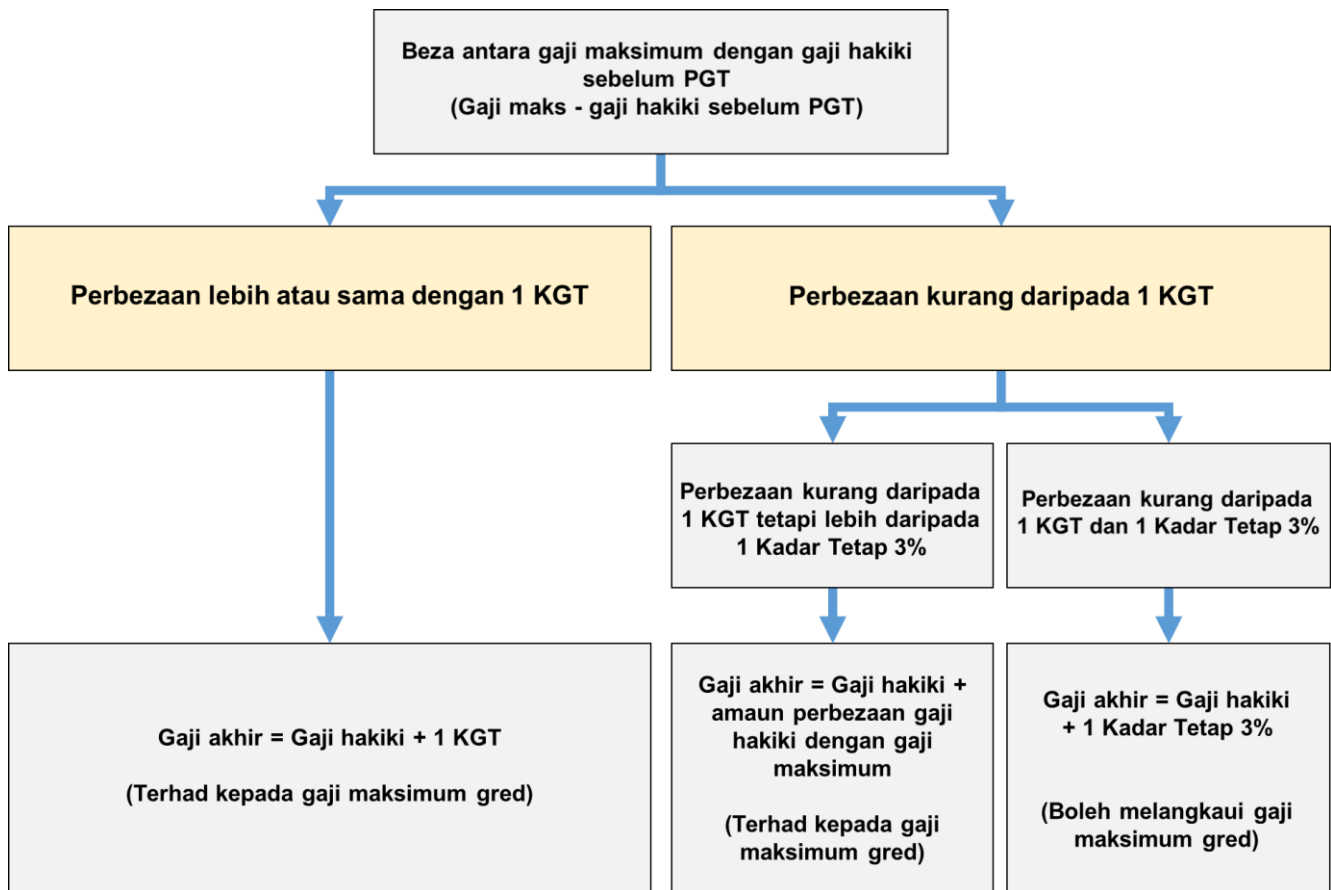 Beza antara gaji maksimum dengan gaji hakiki
sebelum PGT
(Gaji maks - gaji hakiki sebelum PGT)
Perbezaan lebih atau sama dengan 1 KGT
Perbezaan kurang daripada 1 KGT
Perbezaan kurang daripada
1 KGT tetapi lebih daripada
1 Kadar Tetap 3%
Perbezaan kurang daripada
1 KGT dan 1 Kadar Tetap 3%
Gaji akhir = Gaji hakiki + 1 KGT
(Terhad kepada gaji maksimum gred)
Gaji akhir = Gaji hakiki +
amaun perbezaan gaji
hakiki dengan gaji
maksimum
(Terhad kepada gaji
maksimum gred)
Gaji akhir = Gaji hakiki
+ 1 Kadar Tetap 3%
(Boleh melangkaui gaji
maksimum gred)